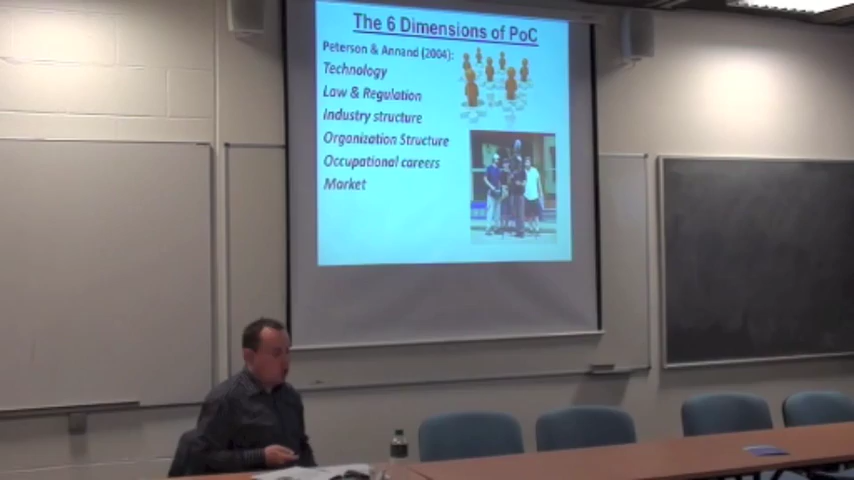 The 6 Dimensions of PoC
Peterson & Annand (2004):
Technology
Law & Regulation
Industry structure
Organization Structure
Occupational careers
Market